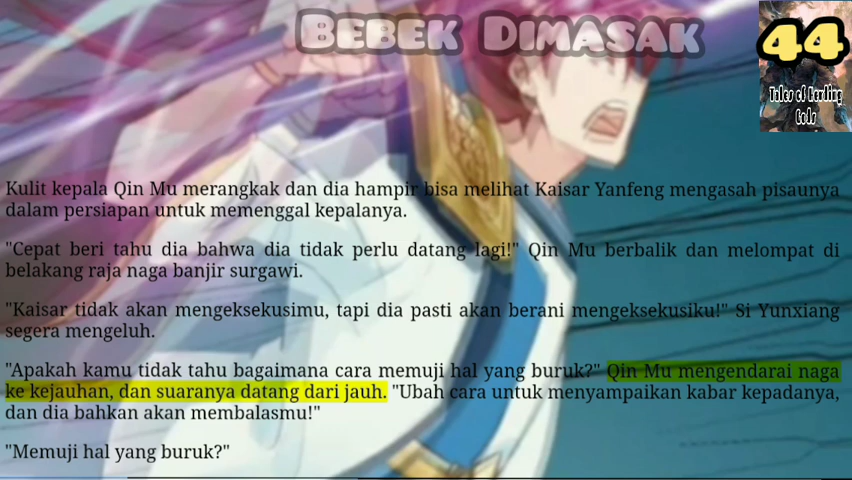 BEBEK DIMASAK
44
Tales of Herding
Gods
Kulit kepala Qin Mu merangkak dan dia hampir bisa melihat Kaisar Yanfeng mengasah pisaunya
dalam persiapan untuk memenggal kepalanya.
"Cepat beri tahu dia bahwa dia tidak perlu datang lagi!" Qin Mu berbalik dan melompat di
belakang raja naga banjir surgawi.
"Kaisar tidak akan mengeksekusimu, tapi dia pasti akan berani mengeksekusiku!" Si Yunxiang
segera mengeluh.
"Apakah kamu tidak tahu bagaimana cara memuji hal yang buruk?" Qin Mu mengendarai naga
ke kejauhan, dan suaranya datang dari jauh. "Ubah cara untuk menyampaikan kabar kepadanya,
dan dia bahkan akan membalasmu!"
"Memuji hal yang buruk?"